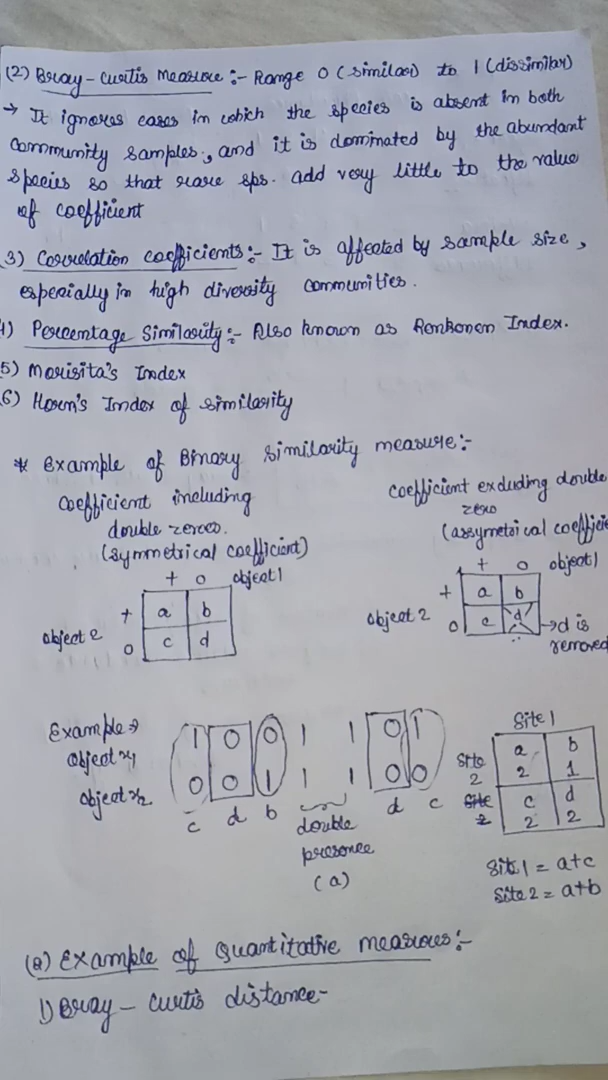 (2) Bray-Curtis Measure :- Range 0 (similar) to 1 (dissimilar)
→ It ignores cases in which the species is absent in both
community samples, and it is dominated by the abundant
species so that rare sps. add very little to the value
of coefficient
3) Correlation coefficients :- It is affected by sample size,
especially in high diversity communities.
4) Percentage Similarity :- Also known as Renkonen Index.
5) Morisita's Index
6) Horn's Index of similarity
* Example of Binary similarity measure :-
coefficient including
double zeroes.
(symmetrical coefficient)
+ 0 object 1
+ a b
object 2
0 c d
coefficient excluding double
zero
(assymetrical coefficie
+ 0 object 1
+ a b
object 2
0 c d → d is
removed
Example →
object x1 1 0 0 1 1 0 1
object x2 0 0 1 1 1 0 0
c d b double d c
presence
(a)
Site 1
a b
Site
2 2 1
Site c d
2 2 2
Site 1 = a+c
Site 2 = a+b
(2) Example of Quantitative measures :-
1) Bray - Curtis distance -